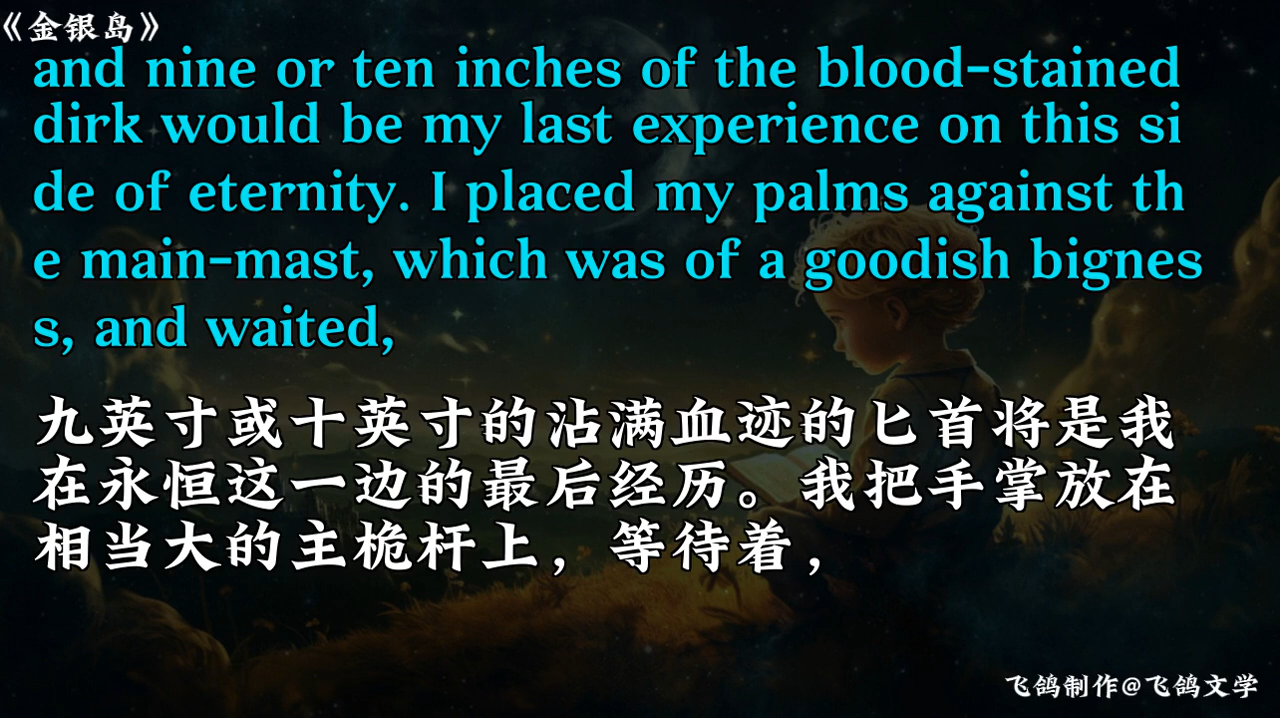 《金银岛》
and nine or ten inches of the blood-stained
dirk would be my last experience on this si
de of eternity. I placed my palms against th
e main-mast, which was of a goodish bignes
s, and waited,
九英寸或十英寸的沾满血迹的匕首将是我
在永恒这一边的最后经历。我把手掌放在
相当大的主桅杆上，等待着，
飞鸽制作@飞鸽文学